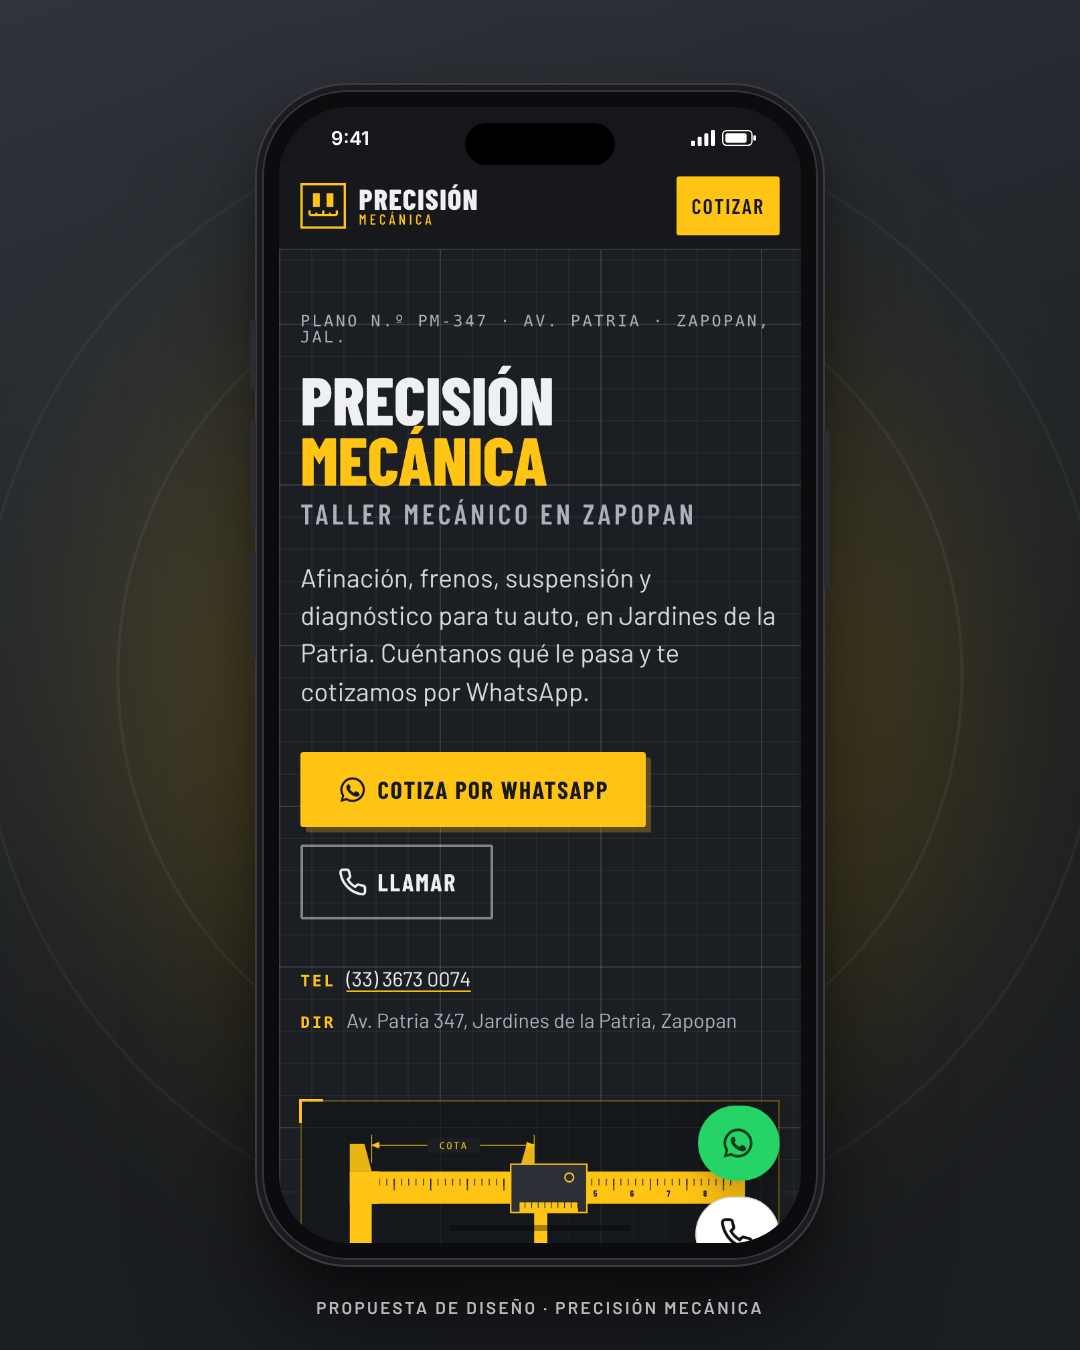 9:41
PRECISIÓN
MECÁNICA
COTIZAR
PLANO N.º PM-347 · AV. PATRIA · ZAPOPAN,
JAL.
PRECISIÓN
MECÁNICA
TALLER MECÁNICO EN ZAPOPAN
Afinación, frenos, suspensión y
diagnóstico para tu auto, en Jardines de la
Patria. Cuéntanos qué le pasa y te
cotizamos por WhatsApp.
COTIZA POR WHATSAPP
LLAMAR
TEL (33) 3673 0074
DIR Av. Patria 347, Jardines de la Patria, Zapopan
COTA
5 6 7 8
PROPUESTA DE DISEÑO · PRECISIÓN MECÁNICA